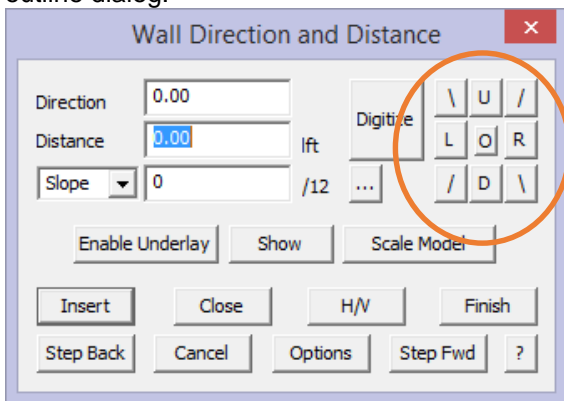 outline dialog.
Wall Direction and Distance
Direction 0.00 Digitize \ U /
Distance 0.00 lft L O R
Slope 0 /12 ... / D \
Enable Underlay Show Scale Model
Insert Close H/V Finish
Step Back Cancel Options Step Fwd ?